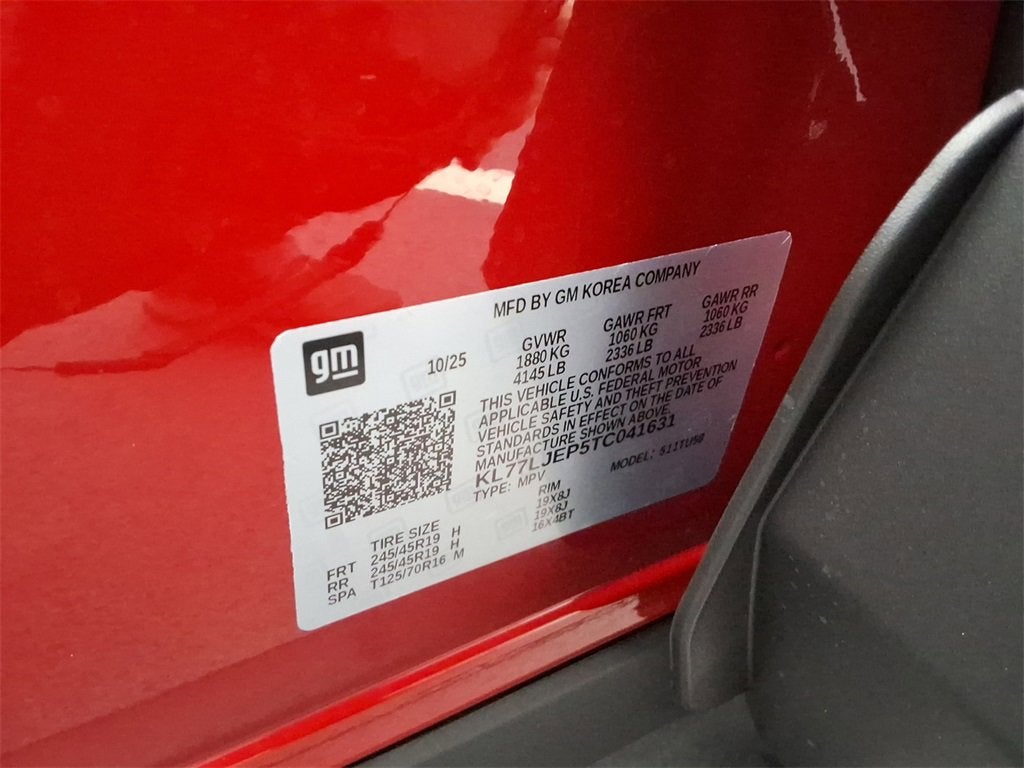 MFD BY GM KOREA COMPANY
gm
10/25
GVWR GAWR FRT GAWR RR
1880 KG 1060 KG 1060 KG
4145 LB 2336 LB 2336 LB
THIS VEHICLE CONFORMS TO ALL
APPLICABLE U.S. FEDERAL MOTOR
VEHICLE SAFETY AND THEFT PREVENTION
STANDARDS IN EFFECT ON THE DATE OF
MANUFACTURE SHOWN ABOVE.
KL77LJEP5TC041631
TYPE: MPV MODEL: 511TU58
TIRE SIZE RIM
FRT 245/45R19 H 19X8J
RR 245/45R19 H 19X8J
SPA T125/70R16 M 16X4BT